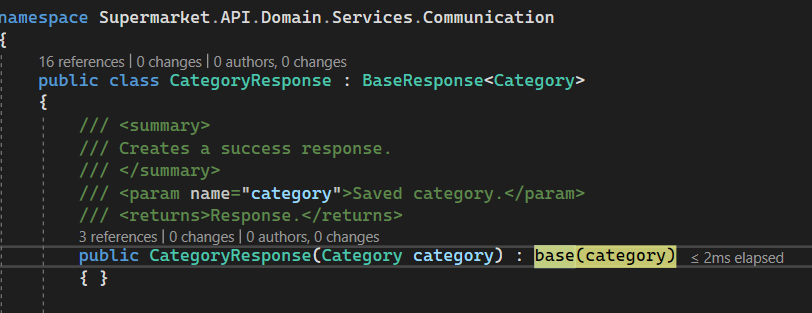 namespace Supermarket.API.Domain.Services.Communication
{
16 references | 0 changes | 0 authors, 0 changes
public class CategoryResponse : BaseResponse<Category>
{
/// <summary>
/// Creates a success response.
/// </summary>
/// <param name="category">Saved category.</param>
/// <returns>Response.</returns>
3 references | 0 changes | 0 authors, 0 changes
public CategoryResponse(Category category) : base(category) ≤ 2ms elapsed
{ }